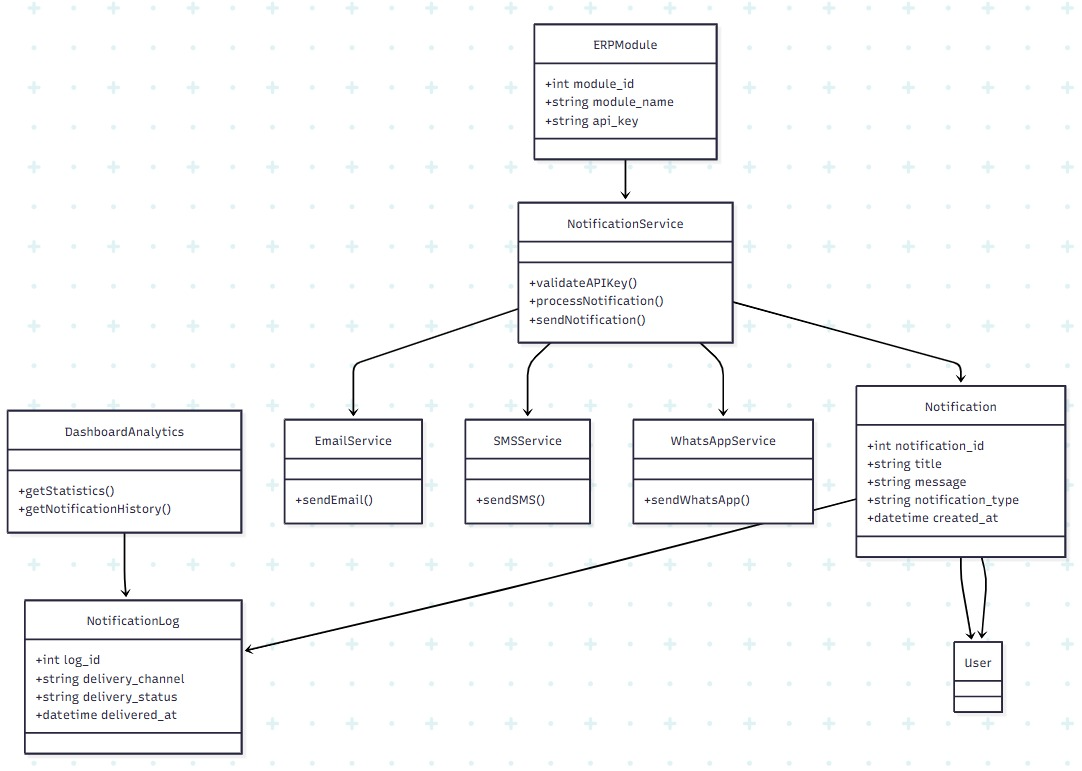 ERPModule
+int module_id
+string module_name
+string api_key
NotificationService
+validateAPIKey()
+processNotification()
+sendNotification()
DashboardAnalytics
+getStatistics()
+getNotificationHistory()
EmailService
+sendEmail()
SMSService
+sendSMS()
WhatsAppService
+sendWhatsApp()
Notification
+int notification_id
+string title
+string message
+string notification_type
+datetime created_at
NotificationLog
+int log_id
+string delivery_channel
+string delivery_status
+datetime delivered_at
User